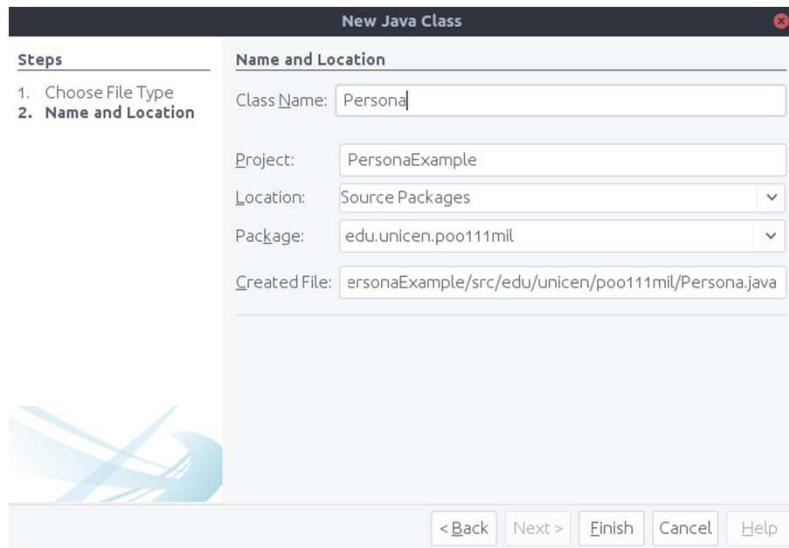 New Java Class
Steps
1. Choose File Type
2. Name and Location
Name and Location
Class Name: Persona
Project: PersonaExample
Location: Source Packages
Package: edu.unicen.poo111mil
Created File: ersonaExample/src/edu/unicen/poo111mil/Persona.java
< Back Next > Finish Cancel Help